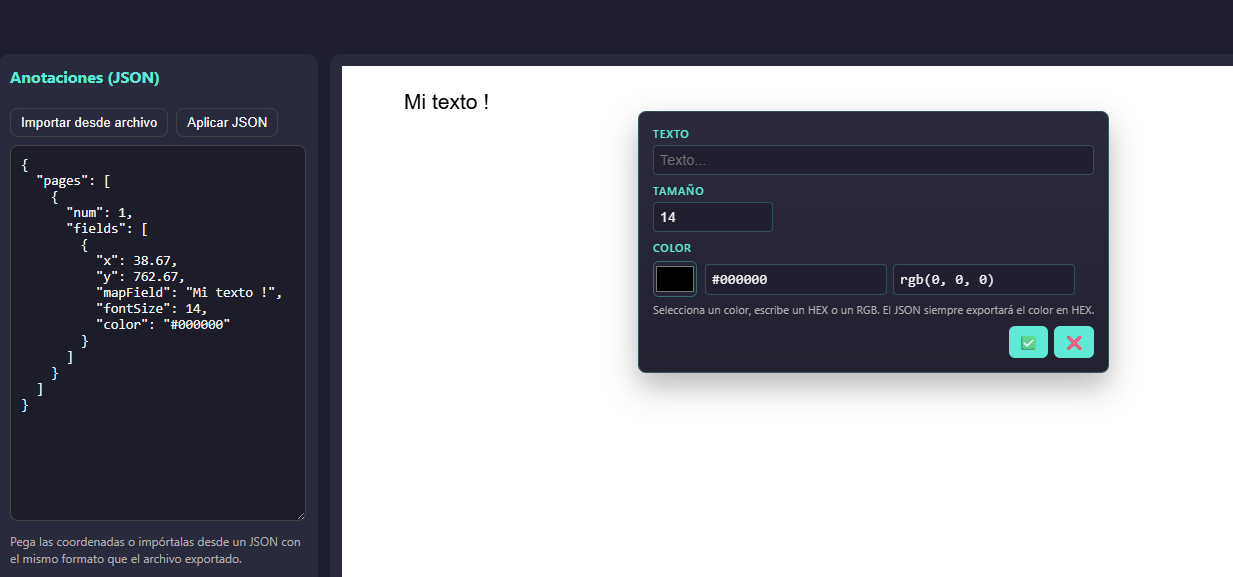 Anotaciones (JSON)
Importar desde archivo
Aplicar JSON
{
  "pages": [
    {
      "num": 1,
      "fields": [
        {
          "x": 38.67,
          "y": 762.67,
          "mapField": "Mi texto !",
          "fontSize": 14,
          "color": "#000000"
        }
      ]
    }
  ]
}
Pega las coordenadas o impórtalas desde un JSON con
el mismo formato que el archivo exportado.
Mi texto !
TEXTO
Texto...
TAMAÑO
14
COLOR
#000000
rgb(0, 0, 0)
Selecciona un color, escribe un HEX o un RGB. El JSON siempre exportará el color en HEX.